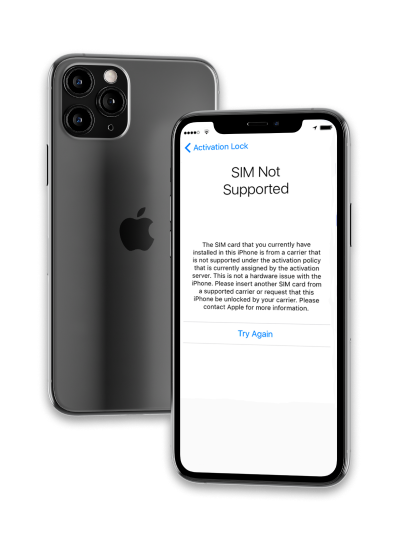 Activation Lock
SIM Not
Supported
The SIM card that you currently have
installed in this iPhone is from a carrier that
is not supported under the activation policy
that is currently assigned by the activation
server. This is not a hardware issue with the
iPhone. Please insert another SIM card from
a supported carrier or request that this
iPhone be unlocked by your carrier. Please
contact Apple for more information.
Try Again